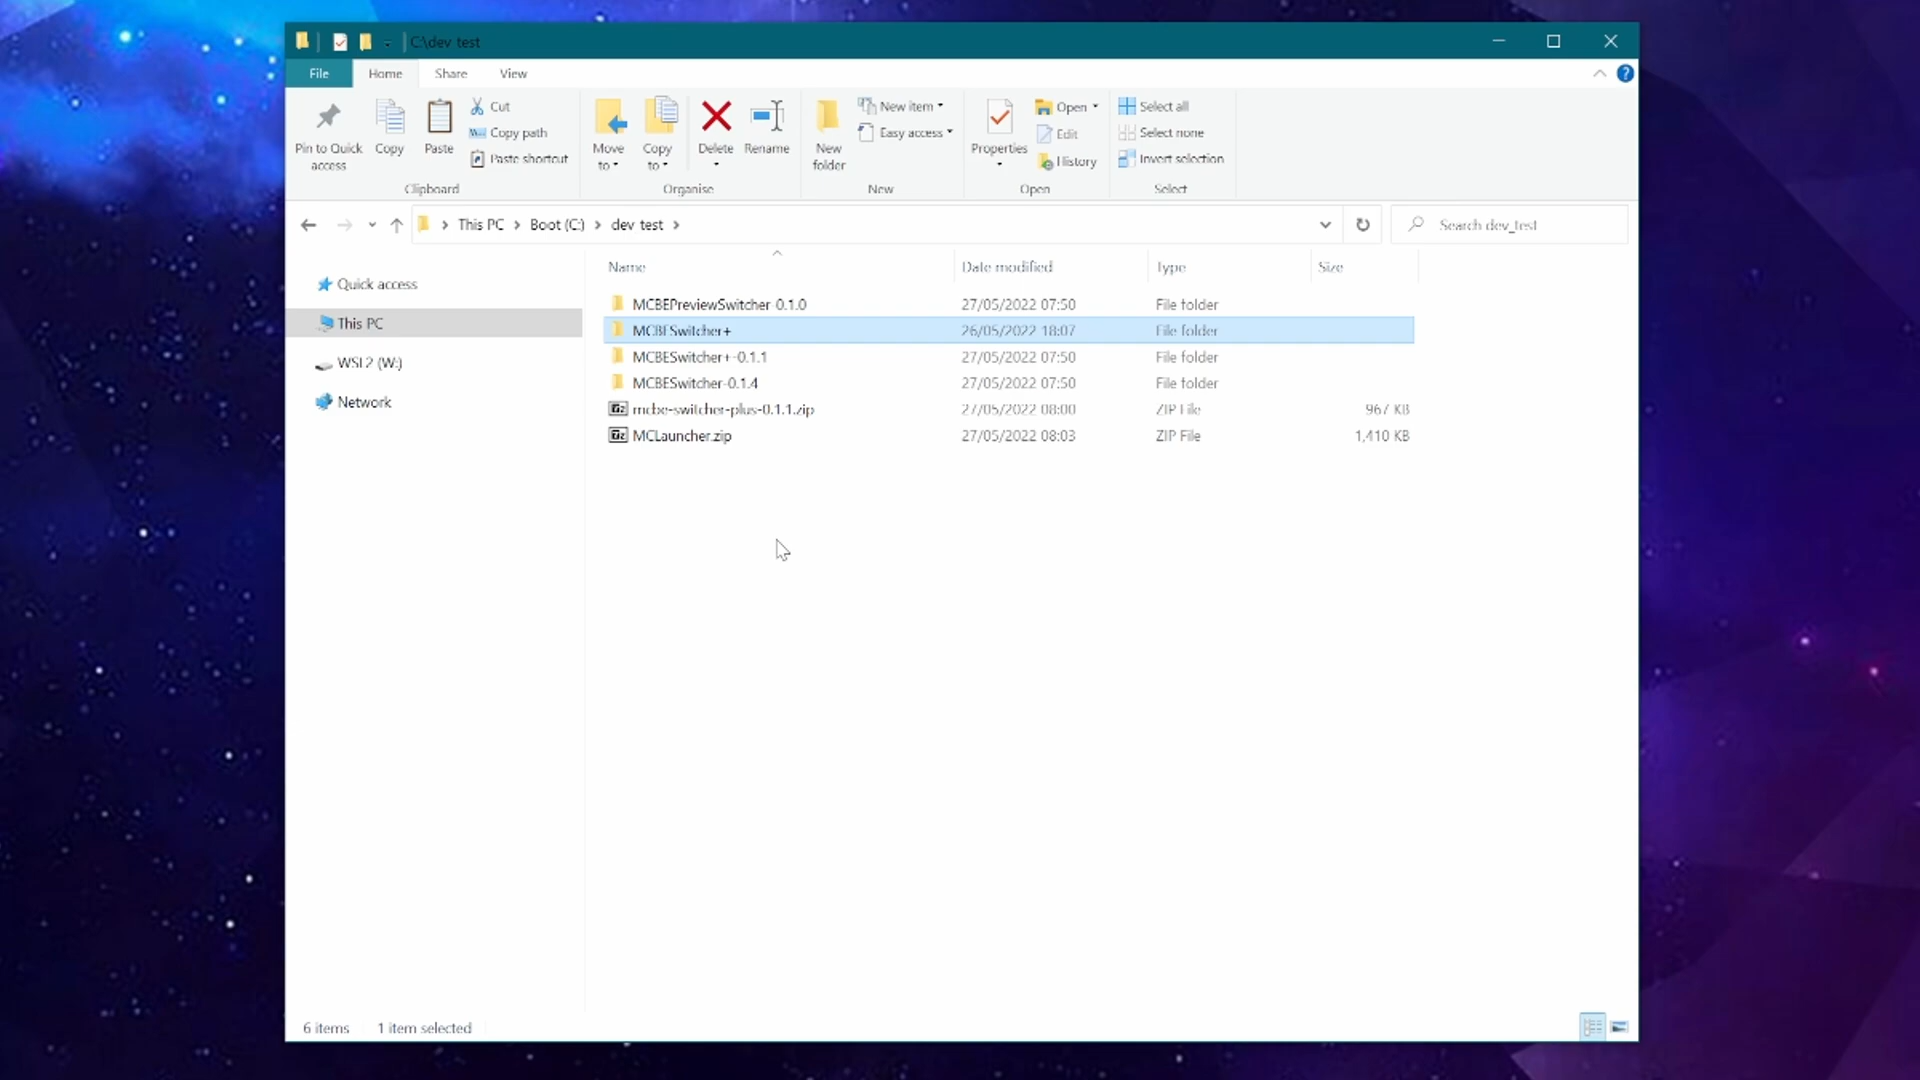 C:\dev_test
File Home Share View
Pin to Quick access
Copy
Paste
Cut
Copy path
Paste shortcut
Clipboard
Move to
Copy to
Delete
Rename
Organise
New folder
New item
Easy access
New
Properties
Open
Edit
History
Open
Select all
Select none
Invert selection
Select
This PC Boot (C:) dev_test
Search dev_test
Quick access
This PC
WSL2 (W:)
Network
Name Date modified Type Size
MCBEPreviewSwitcher-0.1.0 27/05/2022 07:50 File folder
MCBESwitcher+ 26/05/2022 18:07 File folder
MCBESwitcher+-0.1.1 27/05/2022 07:50 File folder
MCBESwitcher-0.1.4 27/05/2022 07:50 File folder
mcbe-switcher-plus-0.1.1.zip 27/05/2022 08:00 ZIP File 967 KB
MCLauncher.zip 27/05/2022 08:03 ZIP File 1,410 KB
6 items 1 item selected